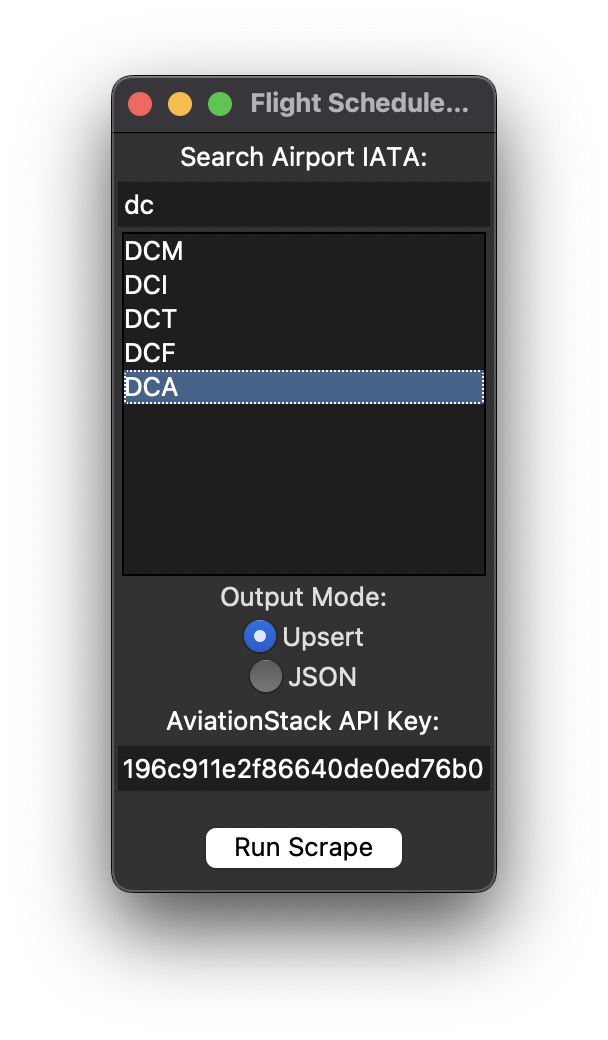 Flight Schedule...
Search Airport IATA:
dc
DCM
DCI
DCT
DCF
DCA
Output Mode:
Upsert
JSON
AviationStack API Key:
196c911e2f86640de0ed76b0
Run Scrape